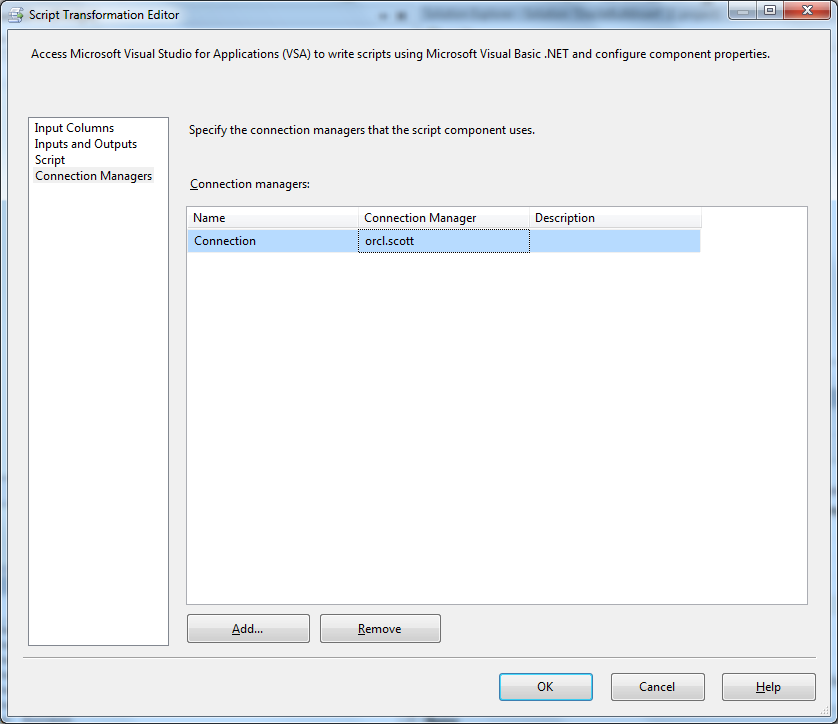 Script Transformation Editor
Access Microsoft Visual Studio for Applications (VSA) to write scripts using Microsoft Visual Basic .NET and configure component properties.
Input Columns
Inputs and Outputs
Script
Connection Managers
Specify the connection managers that the script component uses.
Connection managers:
Name Connection Manager Description
Connection orcl.scott
Add... Remove
OK Cancel Help